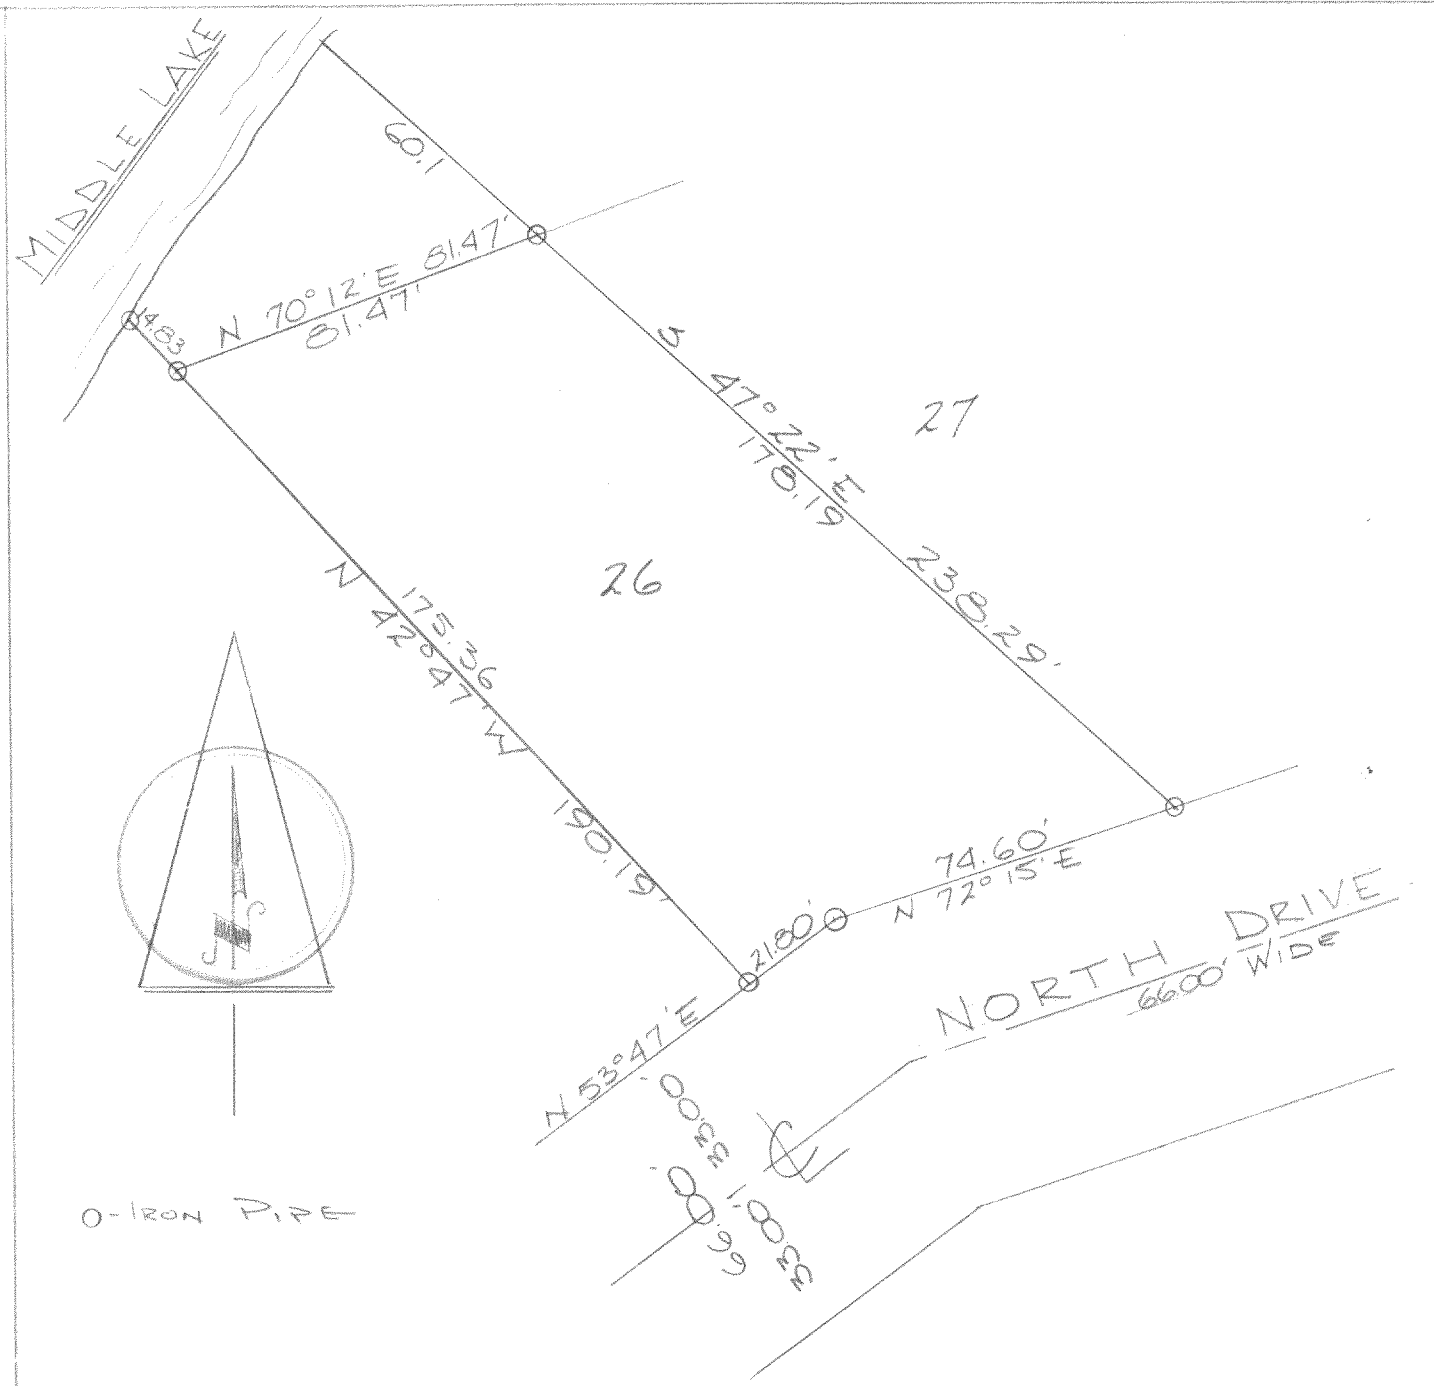 MIDDLE LAKE
60.1
N 70°12'E 81.47'
81.47'
14.83
S 47°22'E 238.29'
178.19
27
26
175.36
N 42°47'W 190.19'
74.60'
N 72°15'E
21.80'
N 53°47'E
NORTH DRIVE
66.00' WIDE
33.00'
66.00'
33.00'
℄
N
O-IRON PIPE